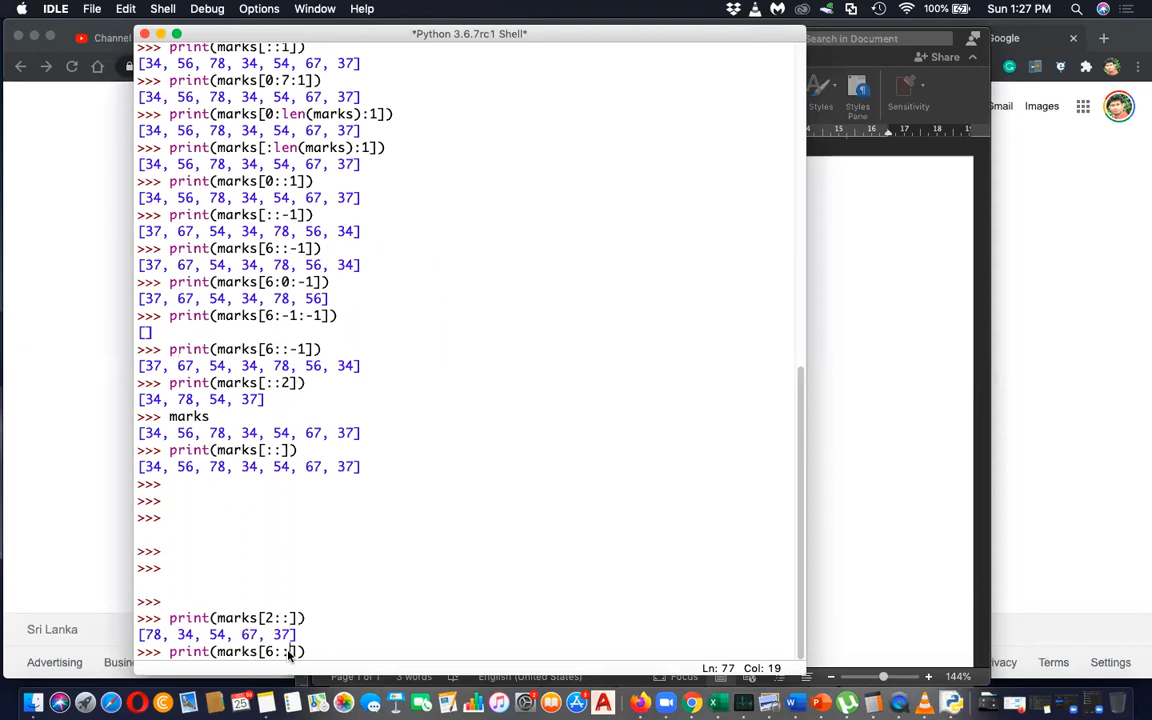 IDLE File Edit Shell Debug Options Window Help 100% Sun 1:27 PM
Channel
*Python 3.6.7rc1 Shell*
Search in Document
Google
Share
Styles
Styles Pane
Sensitivity
Gmail Images
14 15 16 17 18
>>> print(marks[::1])
[34, 56, 78, 34, 54, 67, 37]
>>> print(marks[0:7:1])
[34, 56, 78, 34, 54, 67, 37]
>>> print(marks[0:len(marks):1])
[34, 56, 78, 34, 54, 67, 37]
>>> print(marks[:len(marks):1])
[34, 56, 78, 34, 54, 67, 37]
>>> print(marks[0::1])
[34, 56, 78, 34, 54, 67, 37]
>>> print(marks[::-1])
[37, 67, 54, 34, 78, 56, 34]
>>> print(marks[6::-1])
[37, 67, 54, 34, 78, 56, 34]
>>> print(marks[6:0:-1])
[37, 67, 54, 34, 78, 56]
>>> print(marks[6:-1:-1])
[]
>>> print(marks[6::-1])
[37, 67, 54, 34, 78, 56, 34]
>>> print(marks[::2])
[34, 78, 54, 37]
>>> marks
[34, 56, 78, 34, 54, 67, 37]
>>> print(marks[::])
[34, 56, 78, 34, 54, 67, 37]
>>>
>>>
>>>
>>>
>>>
>>>
>>> print(marks[2::])
[78, 34, 54, 67, 37]
>>> print(marks[6::])
Ln: 77 Col: 19
Sri Lanka
Advertising
Privacy Terms Settings
Page 1 of 1 3 words English (United States) Focus 144%